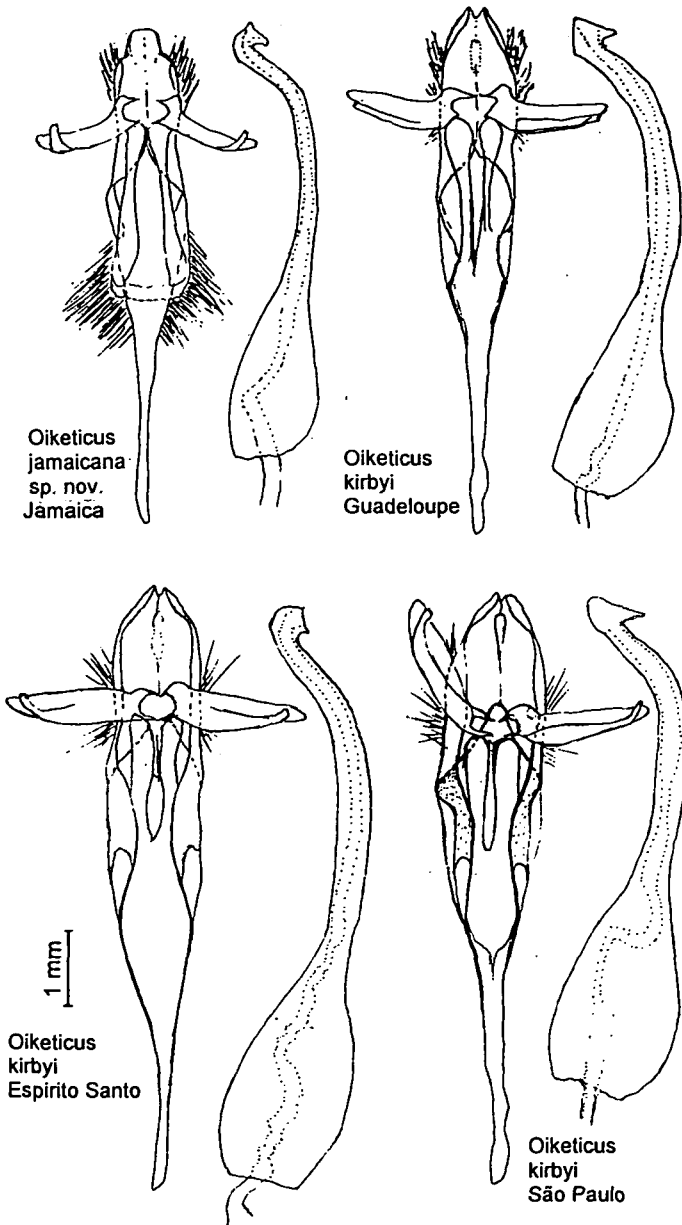 Oiketicus
jamaicana
sp. nov.
Jamaica
Oiketicus
kirbyi
Guadeloupe
1 mm
Oiketicus
kirbyi
Espirito Santo
Oiketicus
kirbyi
São Paulo